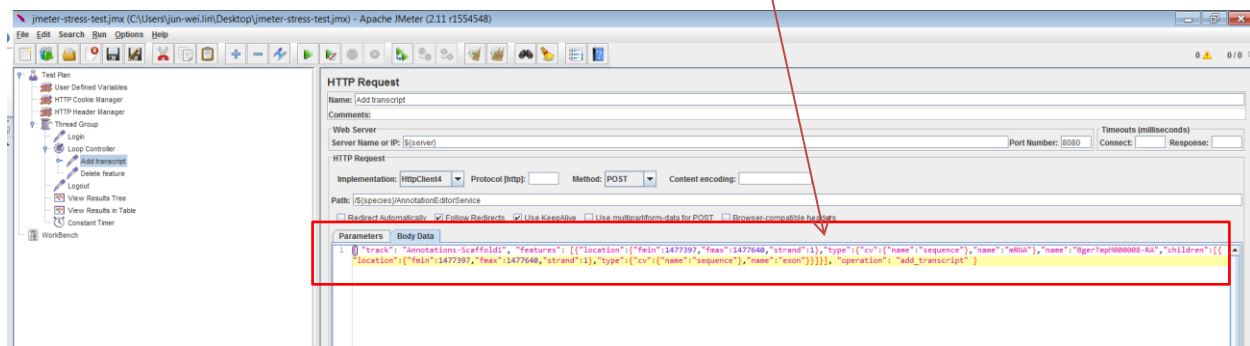 jmeter-stress-test.jmx (C:\Users\jun-wei.lin\Desktop\jmeter-stress-test.jmx) - Apache JMeter (2.11 r1554548)
File Edit Search Run Options Help
0 0/0
Test Plan
User Defined Variables
HTTP Cookie Manager
HTTP Header Manager
Thread Group
Login
Loop Controller
Add transcript
Delete feature
Logout
View Results Tree
View Results in Table
Constant Timer
WorkBench
HTTP Request
Name: Add transcript
Comments:
Web Server
Server Name or IP: ${server}
Port Number: 8080
Timeouts (milliseconds)
Connect: Response:
HTTP Request
Implementation: HttpClient4 Protocol [http]: Method: POST Content encoding:
Path: /${species}/AnnotationEditorService
Redirect Automatically Follow Redirects Use KeepAlive Use multipart/form-data for POST Browser-compatible headers
Parameters Body Data
1 { "track": "Annotations-Scaffold1", "features": [{"location":{"fmin":1477397,"fmax":1477640,"strand":1},"type":{"cv":{"name":"sequence"},"name":"mRNA"},"name":"BgerTmpM000008-RA","children":[{
"location":{"fmin":1477397,"fmax":1477640,"strand":1},"type":{"cv":{"name":"sequence"},"name":"exon"}}]}], "operation": "add_transcript" }